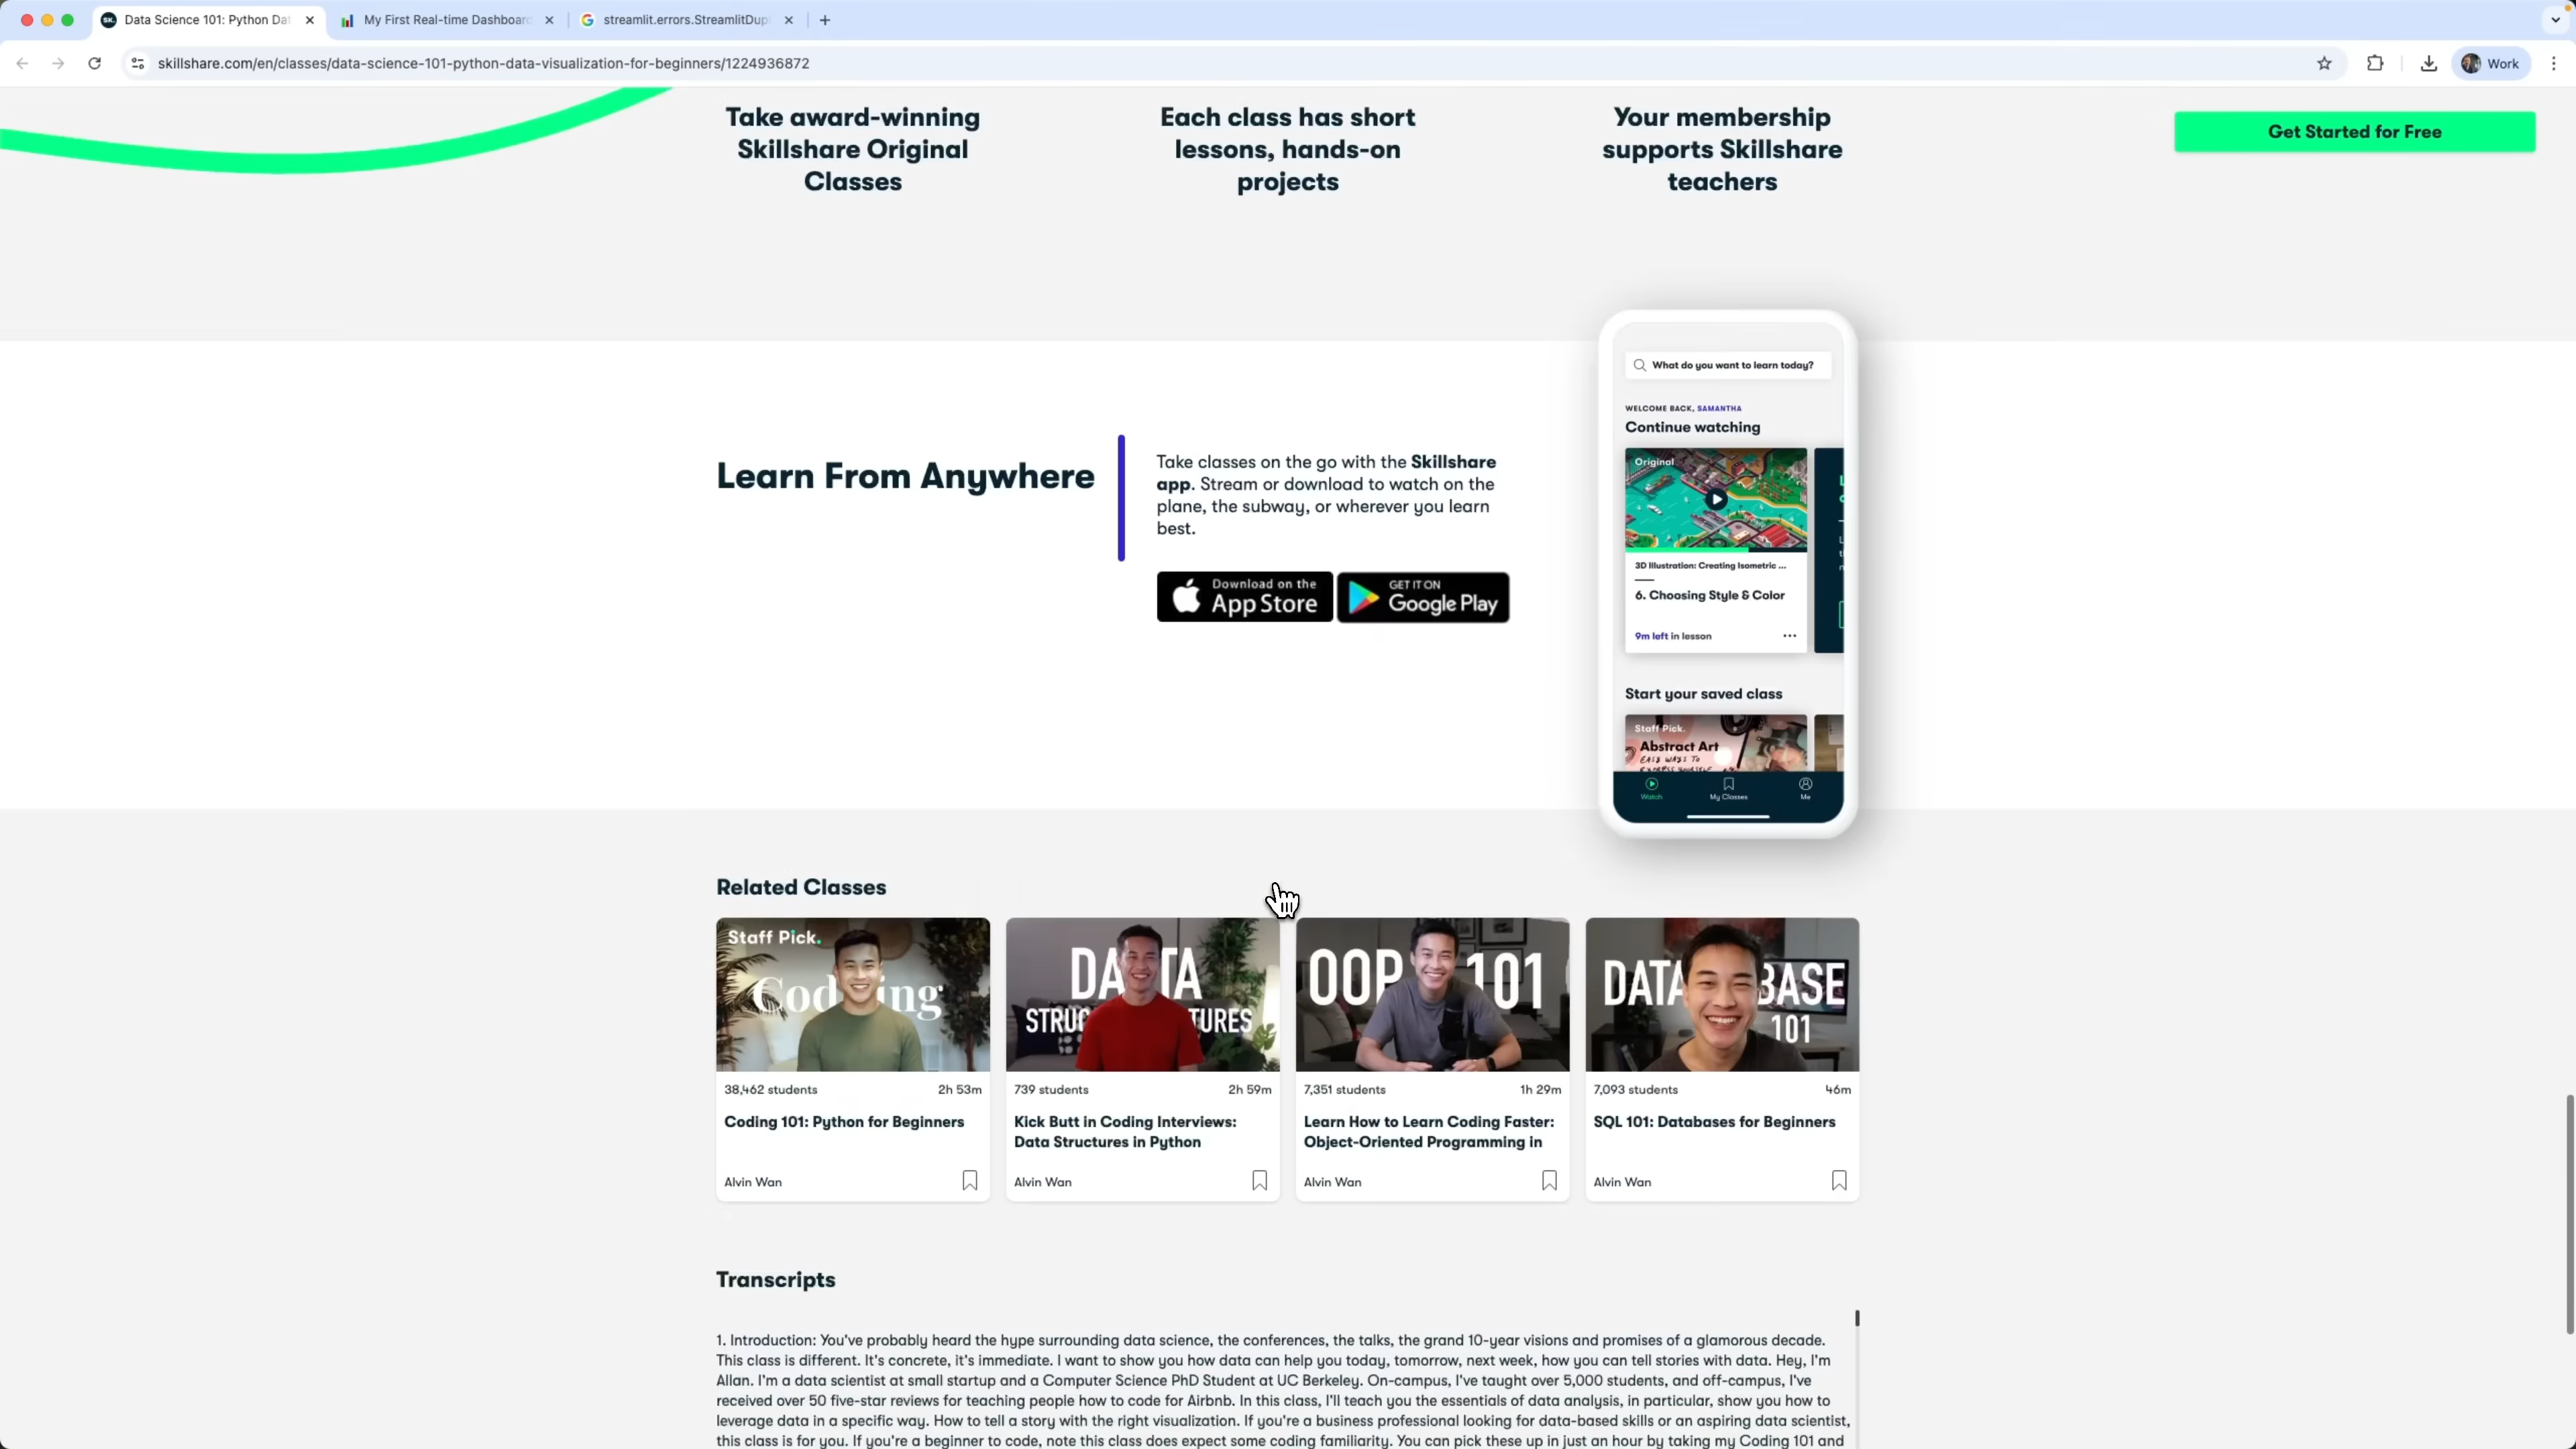 Data Science 101: Python Dat
My First Real-time Dashboard
streamlit.errors.StreamlitDup
skillshare.com/en/classes/data-science-101-python-data-visualization-for-beginners/1224936872
Work
Take award-winning
Skillshare Original
Classes
Each class has short
lessons, hands-on
projects
Your membership
supports Skillshare
teachers
Get Started for Free
Learn From Anywhere
Take classes on the go with the Skillshare
app. Stream or download to watch on the
plane, the subway, or wherever you learn
best.
Download on the
App Store
GET IT ON
Google Play
What do you want to learn today?
WELCOME BACK, SAMANTHA
Continue watching
Original
3D Illustration: Creating Isometric ...
6. Choosing Style & Color
9m left in lesson
Start your saved class
Staff Pick.
Abstract Art
EASY WAYS TO
EXPRESS YOURSELF
Watch
My Classes
Me
Related Classes
Staff Pick.
Coding
38,462 students
2h 53m
Coding 101: Python for Beginners
Alvin Wan
DATA
STRUCTURES
739 students
2h 59m
Kick Butt in Coding Interviews:
Data Structures in Python
Alvin Wan
OOP 101
7,351 students
1h 29m
Learn How to Learn Coding Faster:
Object-Oriented Programming in
Alvin Wan
DATABASE
101
7,093 students
46m
SQL 101: Databases for Beginners
Alvin Wan
Transcripts
1. Introduction: You've probably heard the hype surrounding data science, the conferences, the talks, the grand 10-year visions and promises of a glamorous decade.
This class is different. It's concrete, it's immediate. I want to show you how data can help you today, tomorrow, next week, how you can tell stories with data. Hey, I'm
Allan. I'm a data scientist at small startup and a Computer Science PhD Student at UC Berkeley. On-campus, I've taught over 5,000 students, and off-campus, I've
received over 50 five-star reviews for teaching people how to code for Airbnb. In this class, I'll teach you the essentials of data analysis, in particular, show you how to
leverage data in a specific way. How to tell a story with the right visualization. If you're a business professional looking for data-based skills or an aspiring data scientist,
this class is for you. If you're a beginner to code, note this class does expect some coding familiarity. You can pick these up in just an hour by taking my Coding 101 and